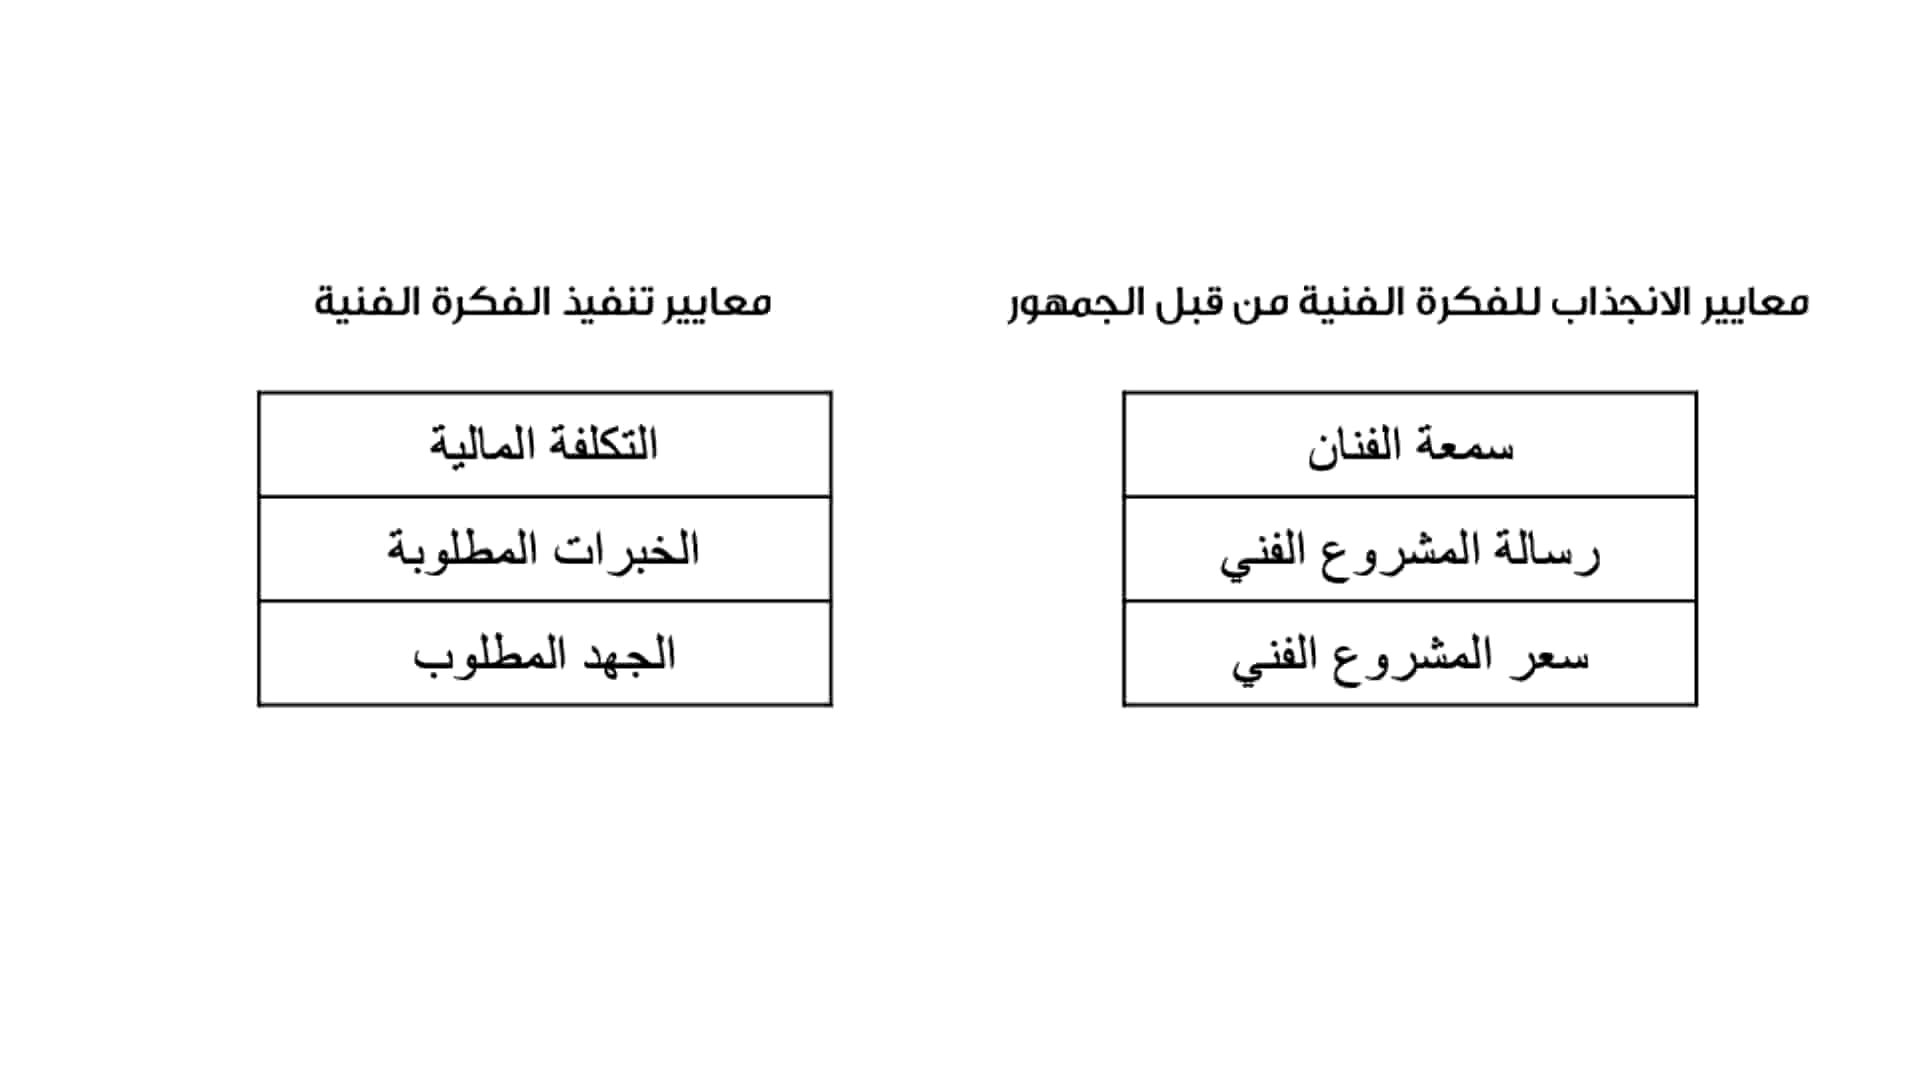 معايير الانجذاب للفكرة الفنية من قبل الجمهور
سمعة الفنان
رسالة المشروع الفني
سعر المشروع الفني
معايير تنفيذ الفكرة الفنية
التكلفة المالية
الخبرات المطلوبة
الجهد المطلوب